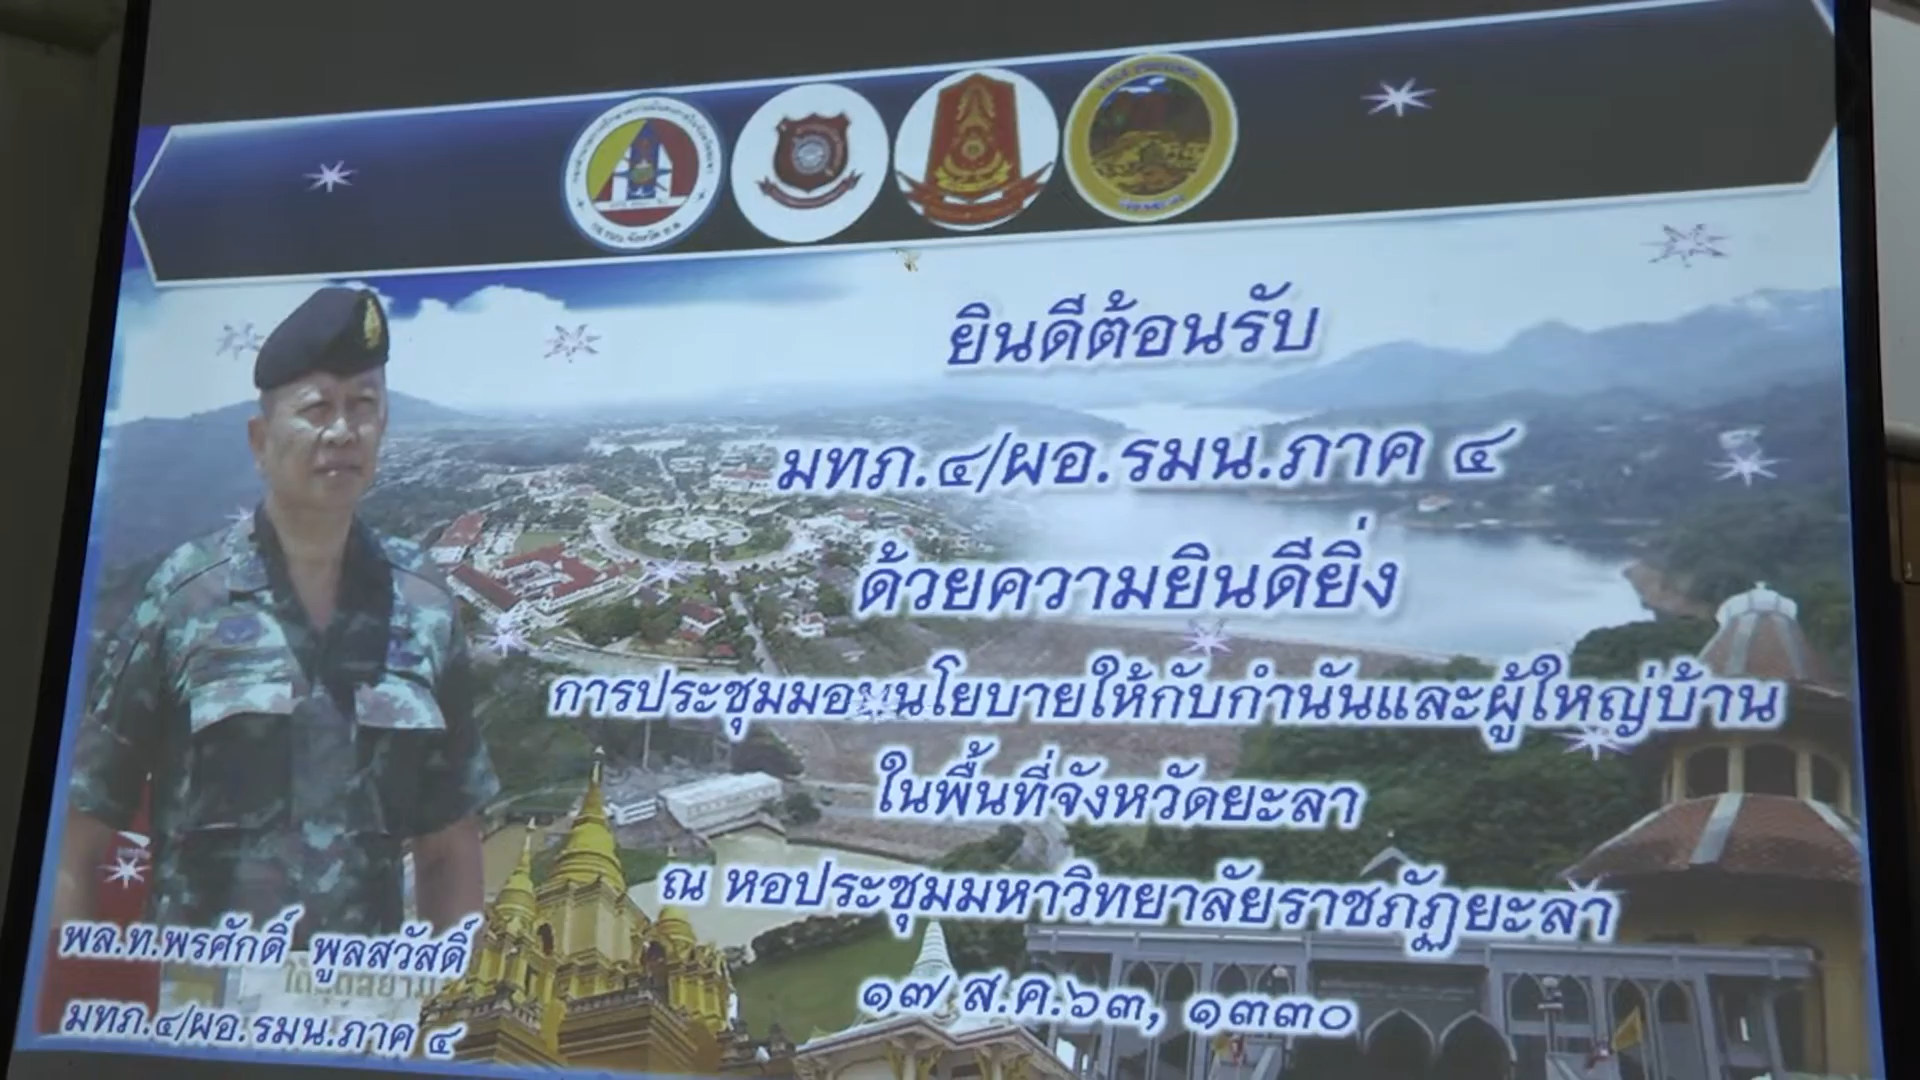 ยินดีต้อนรับ
มทภ.๔/ผอ.รมน.ภาค ๔
ด้วยความยินดียิ่ง
การประชุมมอบนโยบายให้กับกำนันและผู้ใหญ่บ้าน
ในพื้นที่จังหวัดยะลา
ณ หอประชุมมหาวิทยาลัยราชภัฏยะลา
๑๗ ส.ค.๖๓, ๑๓๓๐
พล.ท.พรศักดิ์ พูลสวัสดิ์
มทภ.๔/ผอ.รมน.ภาค ๔